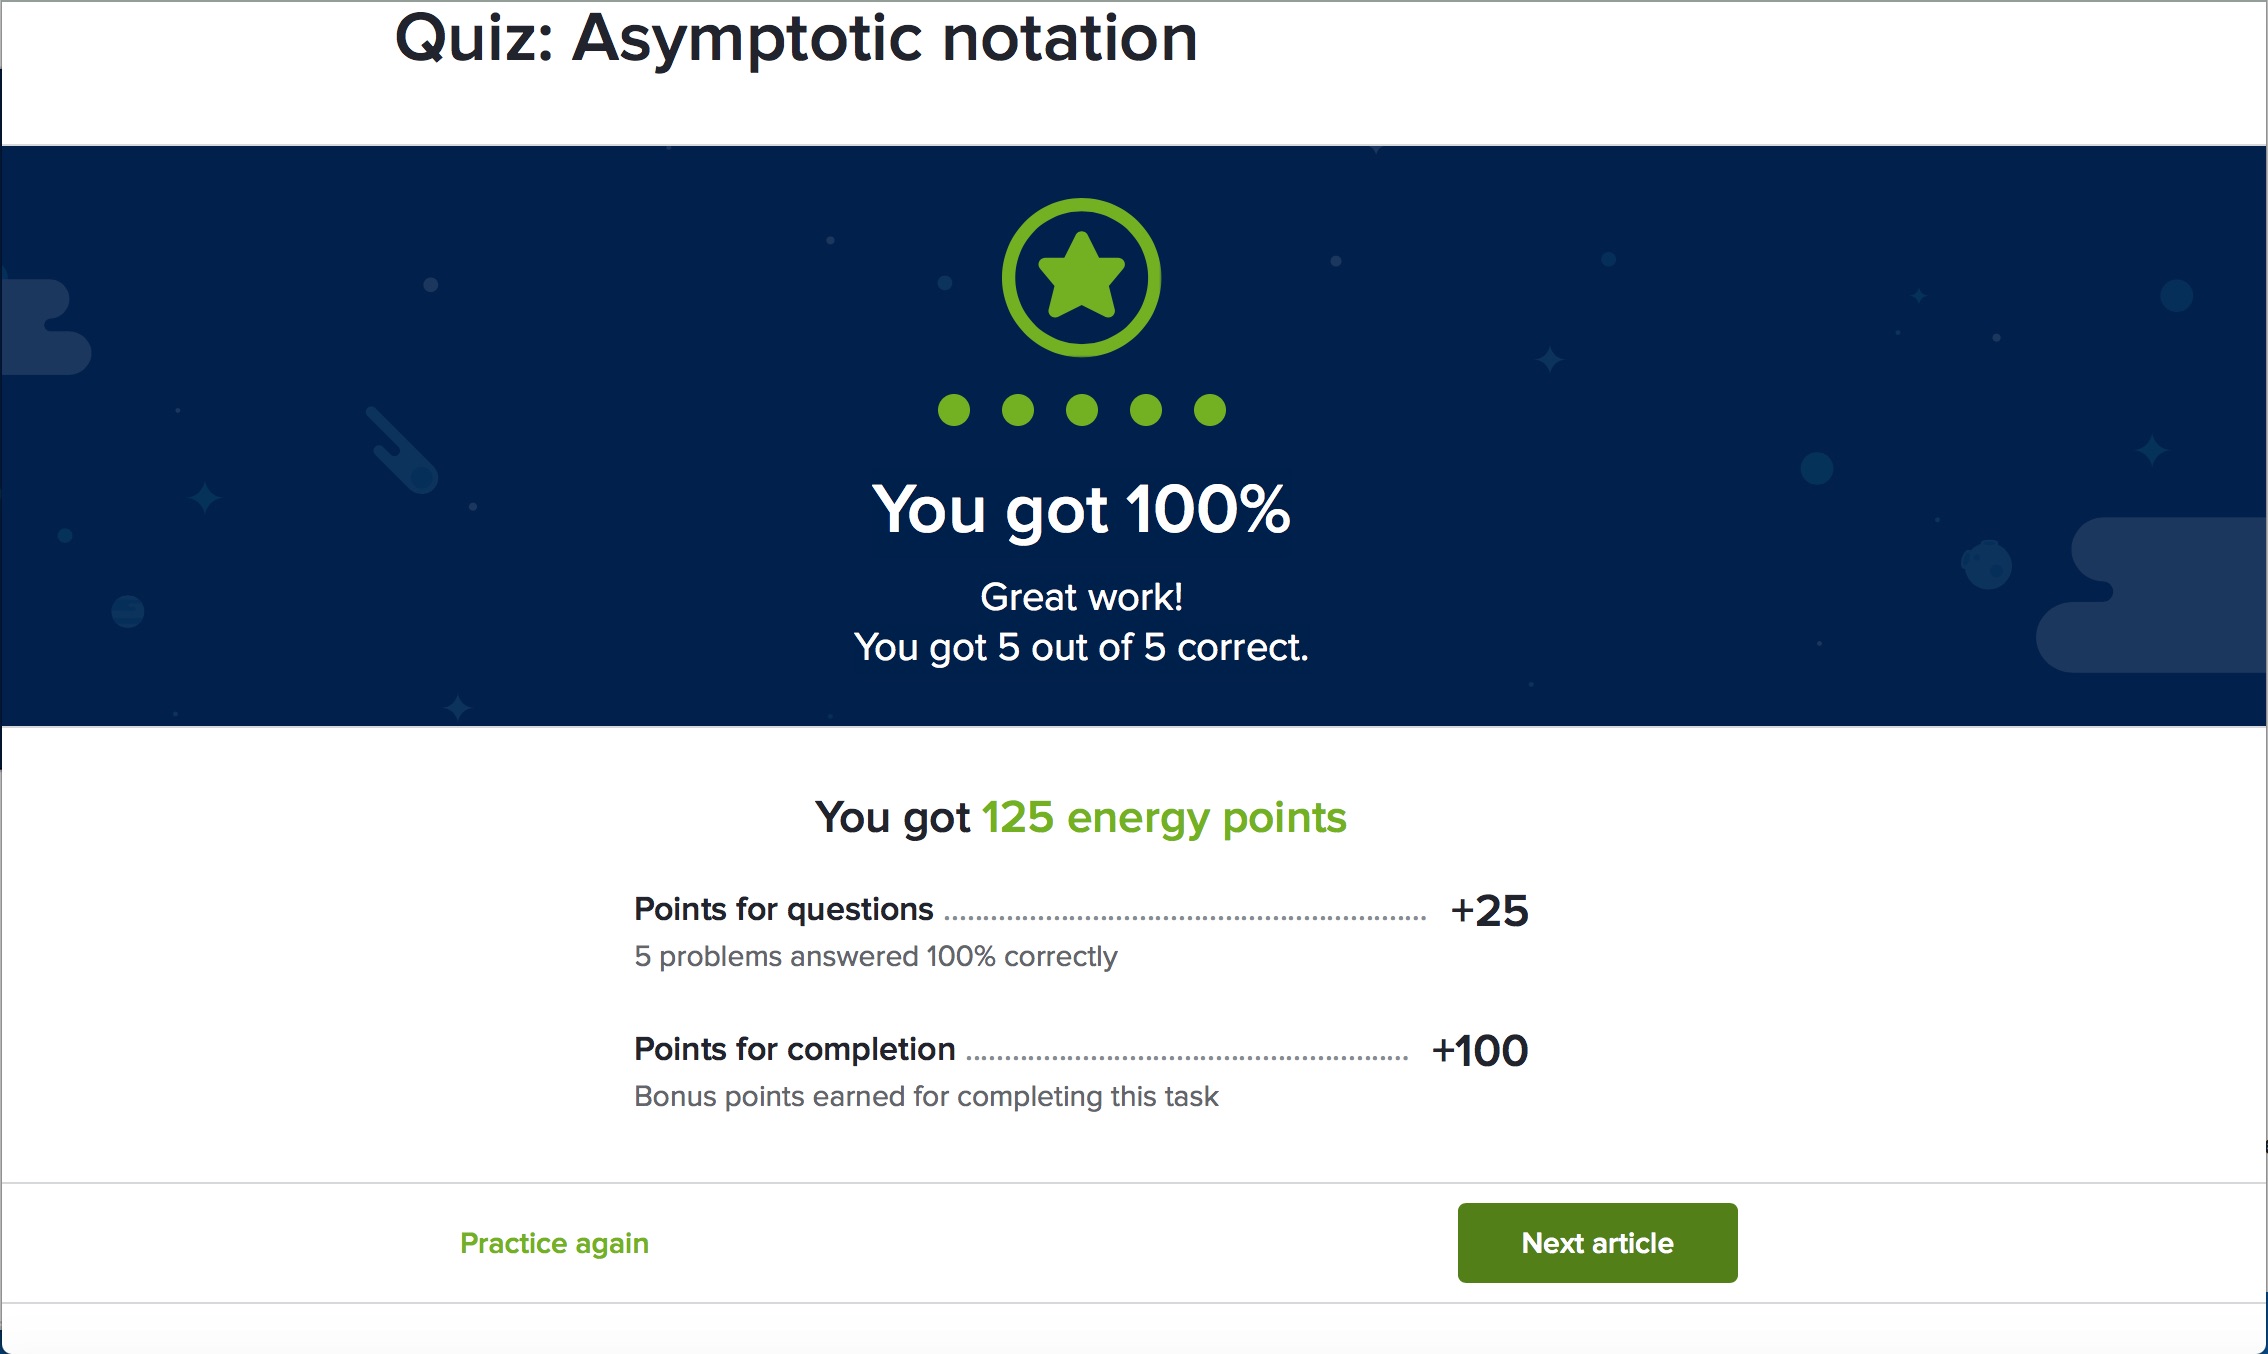 Quiz: Asymptotic notation
You got 100%
Great work!
You got 5 out of 5 correct.
You got 125 energy points
Points for questions +25
5 problems answered 100% correctly
Points for completion +100
Bonus points earned for completing this task
Practice again
Next article